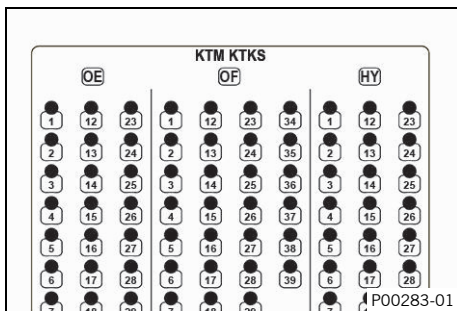 KTM KTKS
OE OF HY
1 12 23 1 12 23 34 1 12 23
2 13 24 2 13 24 35 2 13 24
3 14 25 3 14 25 36 3 14 25
4 15 26 4 15 26 37 4 15 26
5 16 27 5 16 27 38 5 16 27
6 17 28 6 17 28 39 6 17 28
P00283-01